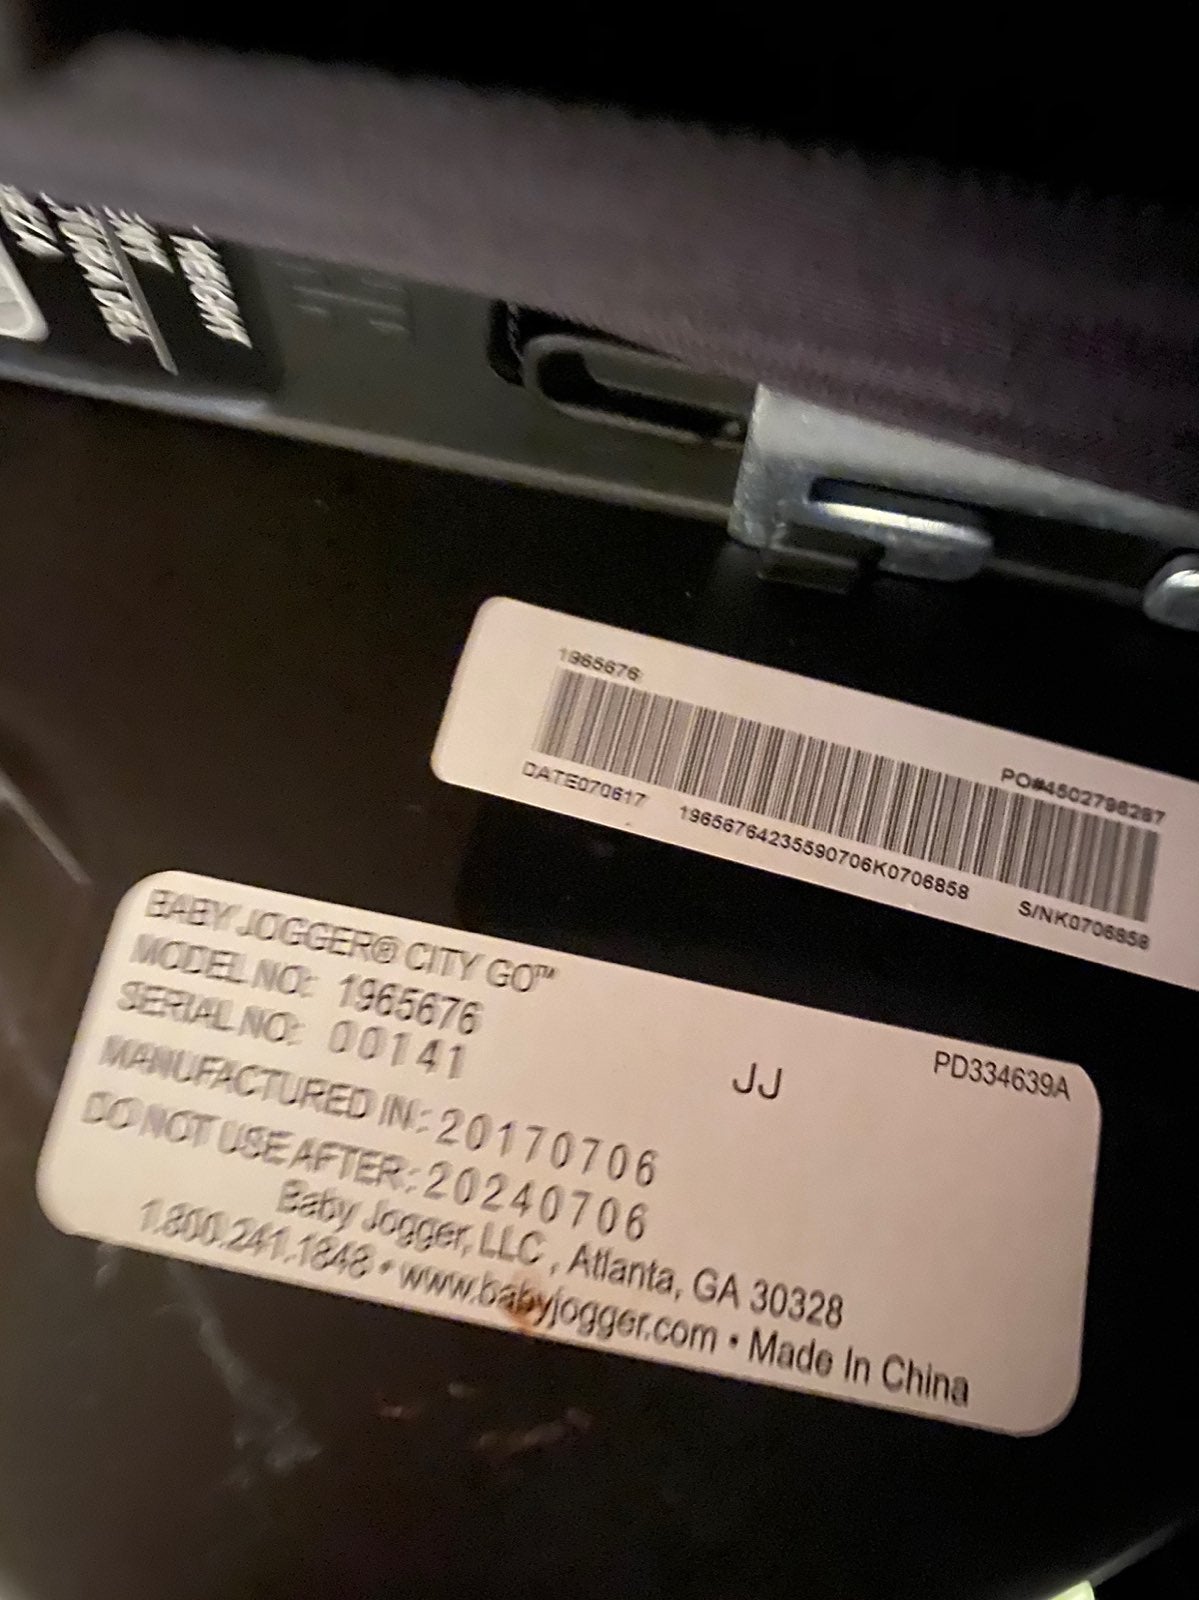 1965676
PO#4502796267
DATE070617 19656764235590706K0706858 S/NK0706858
BABY JOGGER® CITY GO™
MODEL NO: 1965676
SERIAL NO: 00141
JJ PD334639A
MANUFACTURED IN: 20170706
DO NOT USE AFTER: 20240706
Baby Jogger, LLC , Atlanta, GA 30328
1.800.241.1848 • www.babyjogger.com • Made In China